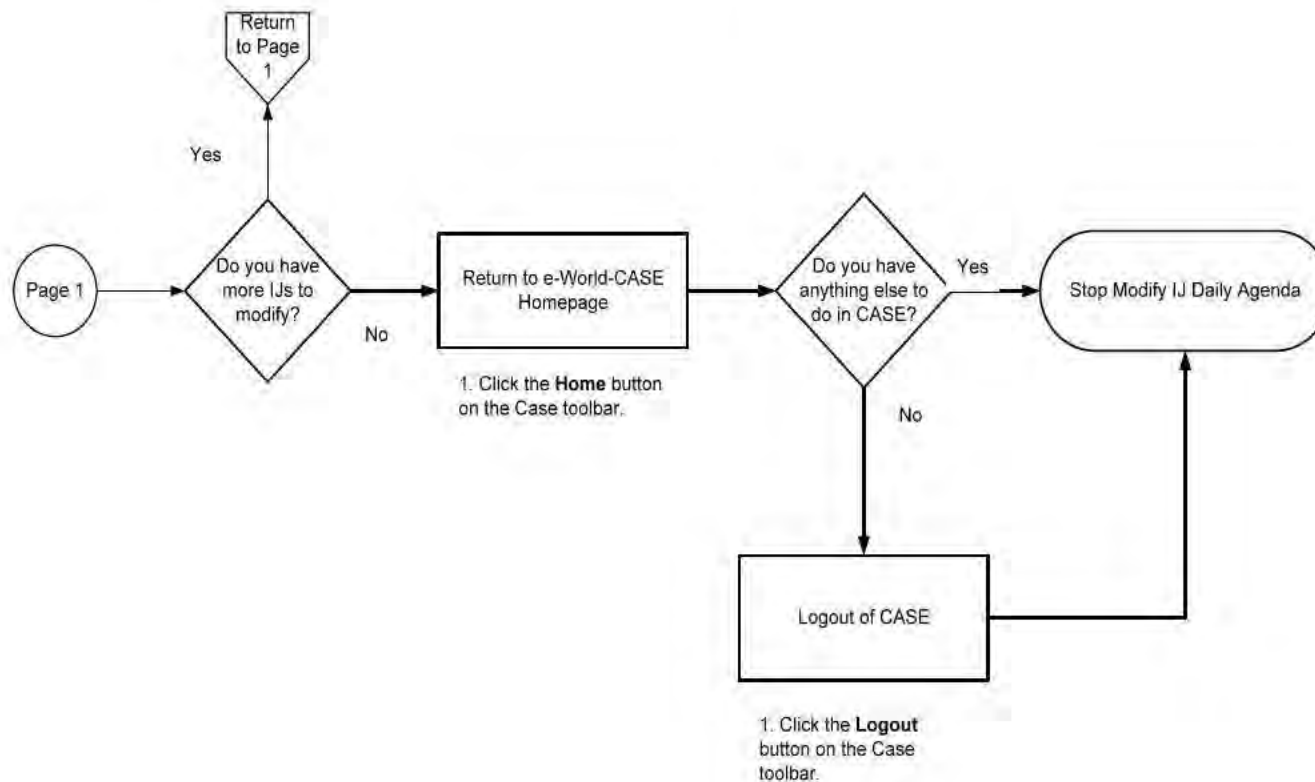 Return
to Page
1
Yes
Page 1
Do you have
more IJs to
modify?
No
Return to e-World-CASE
Homepage
1. Click the Home button
on the Case toolbar.
Do you have
anything else to
do in CASE?
Yes
Stop Modify IJ Daily Agenda
No
Logout of CASE
1. Click the Logout
button on the Case
toolbar.